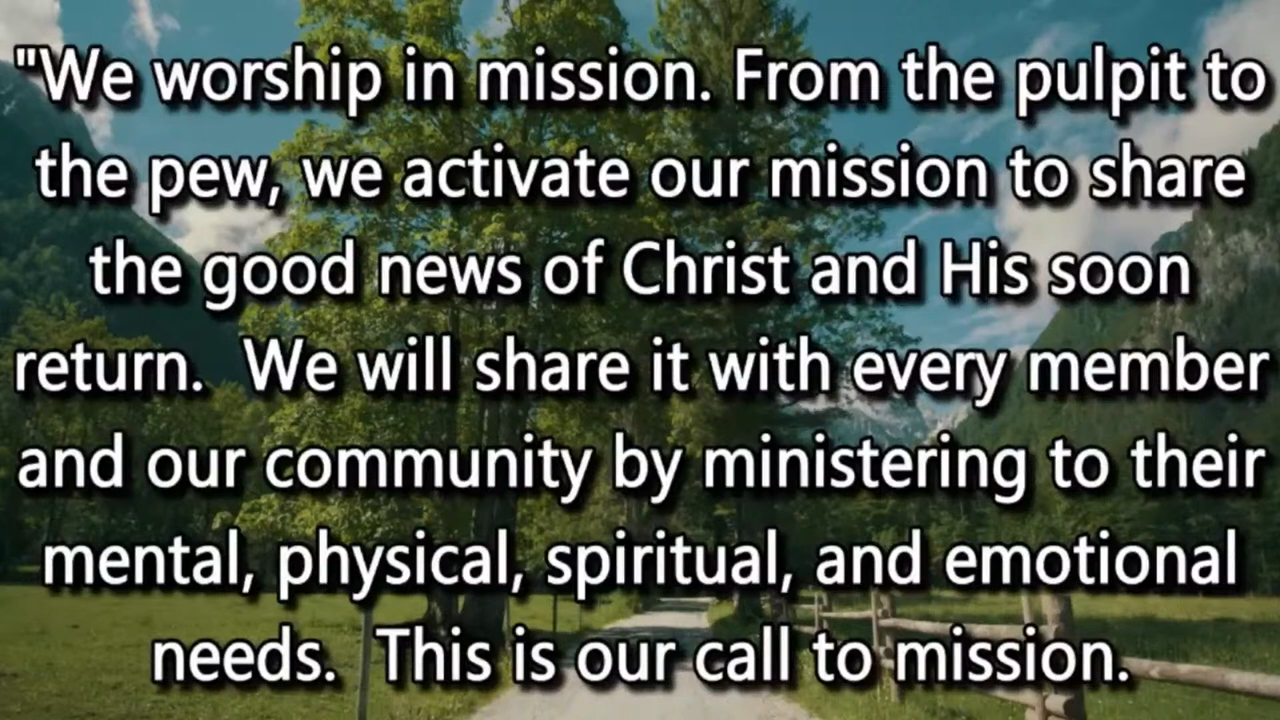 "We worship in mission. From the pulpit to
the pew, we activate our mission to share
the good news of Christ and His soon
return.  We will share it with every member
and our community by ministering to their
mental, physical, spiritual, and emotional
needs.  This is our call to mission.